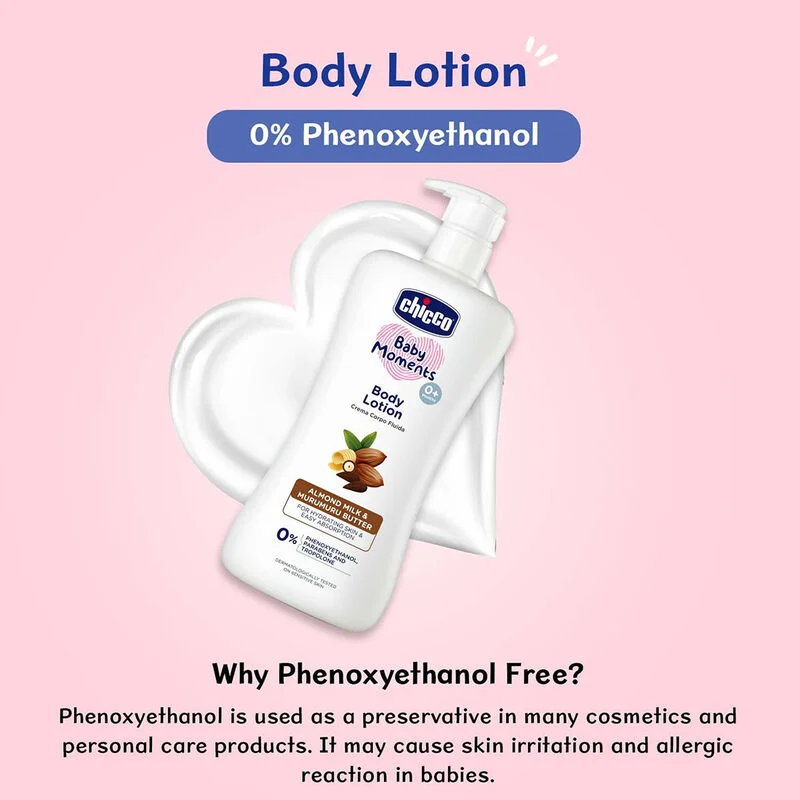 Body Lotion
0% Phenoxyethanol
chicco
Baby
Moments
0+
months
Body
Lotion
Crema Corpo Fluida
ALMOND MILK &
MURUMURU BUTTER
FOR HYDRATING SKIN &
EASY ABSORPTION
0%
PHENOXYETHANOL,
PARABENS AND
TROPOLONE
DERMATOLOGICALLY TESTED
ON SENSITIVE SKIN
Why Phenoxyethanol Free?
Phenoxyethanol is used as a preservative in many cosmetics and
personal care products. It may cause skin irritation and allergic
reaction in babies.